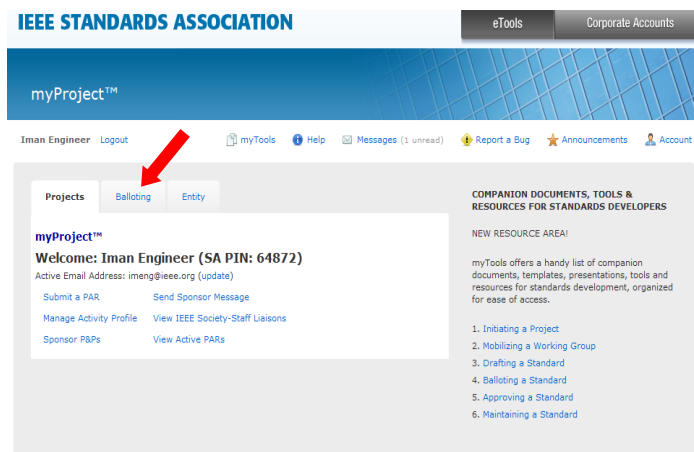 IEEE STANDARDS ASSOCIATION
eTools
Corporate Accounts
myProject™
Iman Engineer Logout
myTools
Help
Messages (1 unread)
Report a Bug
Announcements
Account
Projects
Balloting
Entity
myProject™
Welcome: Iman Engineer (SA PIN: 64872)
Active Email Address: imeng@ieee.org (update)
Submit a PAR
Send Sponsor Message
Manage Activity Profile
View IEEE Society-Staff Liaisons
Sponsor P&Ps
View Active PARs
COMPANION DOCUMENTS, TOOLS &
RESOURCES FOR STANDARDS DEVELOPERS
NEW RESOURCE AREA!
myTools offers a handy list of companion
documents, templates, presentations, tools and
resources for standards development, organized
for ease of access.
1. Initiating a Project
2. Mobilizing a Working Group
3. Drafting a Standard
4. Balloting a Standard
5. Approving a Standard
6. Maintaining a Standard